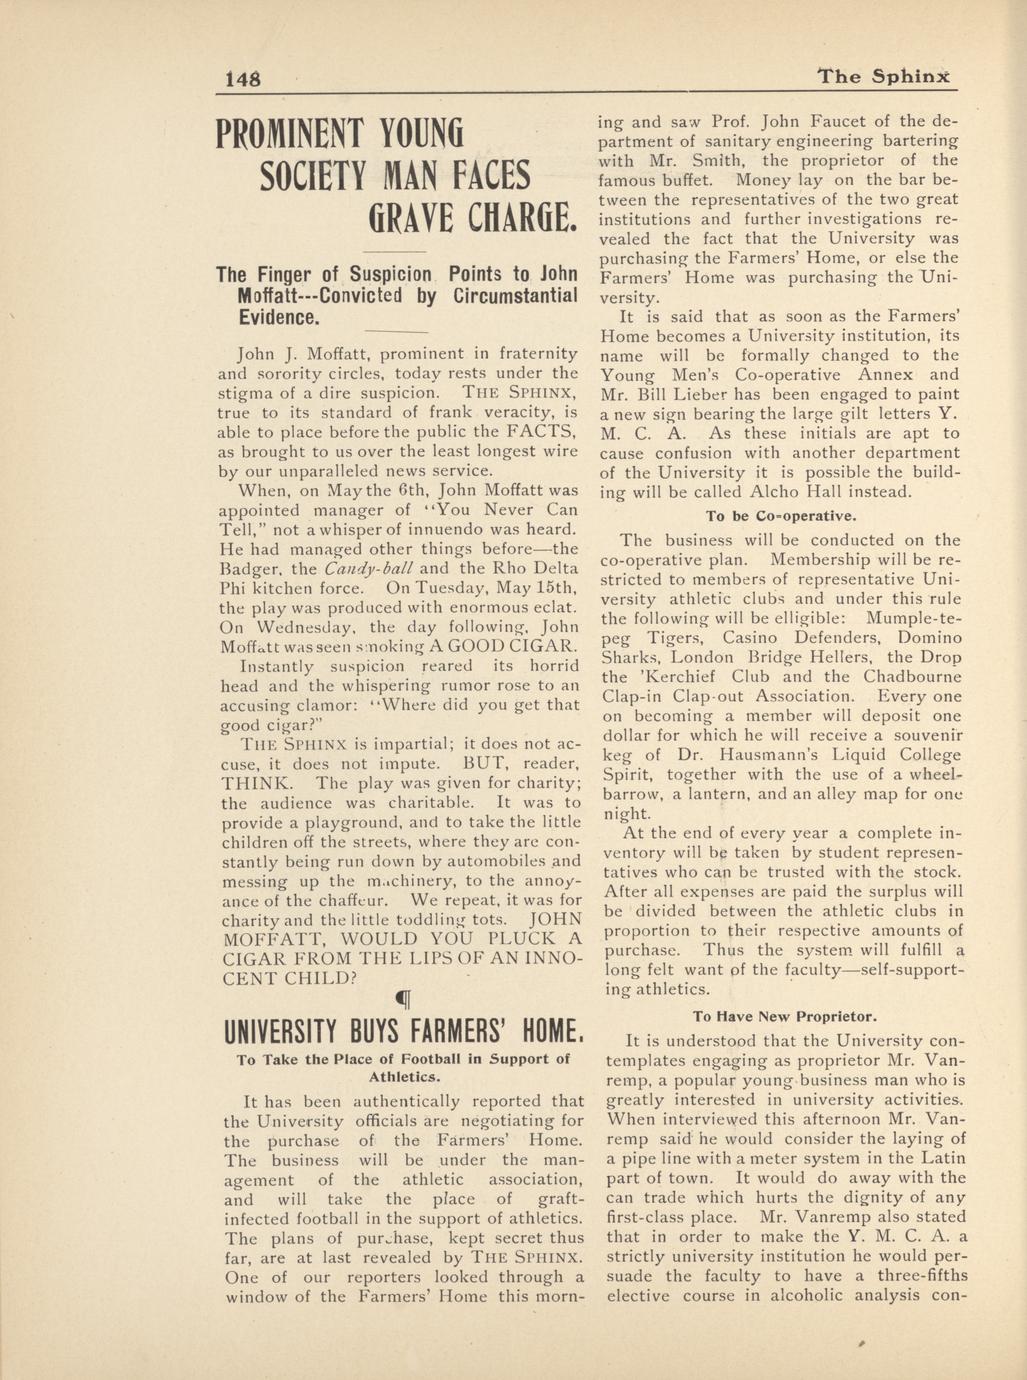 148
The Sphinx
PROMINENT YOUNG
SOCIETY MAN FACES
GRAVE CHARGE.
The Finger of Suspicion Points to John
Moffatt---Convicted by Circumstantial
Evidence.
John J. Moffatt, prominent in fraternity
and sorority circles, today rests under the
stigma of a dire suspicion. THE SPHINX,
true to its standard of frank veracity, is
able to place before the public the FACTS,
as brought to us over the least longest wire
by our unparalleled news service.
When, on May the 6th, John Moffatt was
appointed manager of "You Never Can
Tell," not a whisper of innuendo was heard.
He had managed other things before—the
Badger, the Candy-ball and the Rho Delta
Phi kitchen force. On Tuesday, May 15th,
the play was produced with enormous eclat.
On Wednesday, the day following, John
Moffatt was seen smoking A GOOD CIGAR.
Instantly suspicion reared its horrid
head and the whispering rumor rose to an
accusing clamor: "Where did you get that
good cigar?"
THE SPHINX is impartial; it does not ac-
cuse, it does not impute. BUT, reader,
THINK. The play was given for charity;
the audience was charitable. It was to
provide a playground, and to take the little
children off the streets, where they are con-
stantly being run down by automobiles and
messing up the machinery, to the annoy-
ance of the chaffeur. We repeat, it was for
charity and the little toddling tots. JOHN
MOFFATT, WOULD YOU PLUCK A
CIGAR FROM THE LIPS OF AN INNO-
CENT CHILD?
¶
UNIVERSITY BUYS FARMERS' HOME.
To Take the Place of Football in Support of
Athletics.
It has been authentically reported that
the University officials are negotiating for
the purchase of the Farmers' Home.
The business will be under the man-
agement of the athletic association,
and will take the place of graft-
infected football in the support of athletics.
The plans of purchase, kept secret thus
far, are at last revealed by THE SPHINX.
One of our reporters looked through a
window of the Farmers' Home this morn-
ing and saw Prof. John Faucet of the de-
partment of sanitary engineering bartering
with Mr. Smith, the proprietor of the
famous buffet. Money lay on the bar be-
tween the representatives of the two great
institutions and further investigations re-
vealed the fact that the University was
purchasing the Farmers' Home, or else the
Farmers' Home was purchasing the Uni-
versity.
It is said that as soon as the Farmers'
Home becomes a University institution, its
name will be formally changed to the
Young Men's Co-operative Annex and
Mr. Bill Lieber has been engaged to paint
a new sign bearing the large gilt letters Y.
M. C. A. As these initials are apt to
cause confusion with another department
of the University it is possible the build-
ing will be called Alcho Hall instead.
To be Co-operative.
The business will be conducted on the
co-operative plan. Membership will be re-
stricted to members of representative Uni-
versity athletic clubs and under this rule
the following will be elligible: Mumple-te-
peg Tigers, Casino Defenders, Domino
Sharks, London Bridge Hellers, the Drop
the 'Kerchief Club and the Chadbourne
Clap-in Clap-out Association. Every one
on becoming a member will deposit one
dollar for which he will receive a souvenir
keg of Dr. Hausmann's Liquid College
Spirit, together with the use of a wheel-
barrow, a lantern, and an alley map for one
night.
At the end of every year a complete in-
ventory will be taken by student represen-
tatives who can be trusted with the stock.
After all expenses are paid the surplus will
be divided between the athletic clubs in
proportion to their respective amounts of
purchase. Thus the system will fulfill a
long felt want of the faculty—self-support-
ing athletics.
To Have New Proprietor.
It is understood that the University con-
templates engaging as proprietor Mr. Van-
remp, a popular young business man who is
greatly interested in university activities.
When interviewed this afternoon Mr. Van-
remp said he would consider the laying of
a pipe line with a meter system in the Latin
part of town. It would do away with the
can trade which hurts the dignity of any
first-class place. Mr. Vanremp also stated
that in order to make the Y. M. C. A. a
strictly university institution he would per-
suade the faculty to have a three-fifths
elective course in alcoholic analysis con-